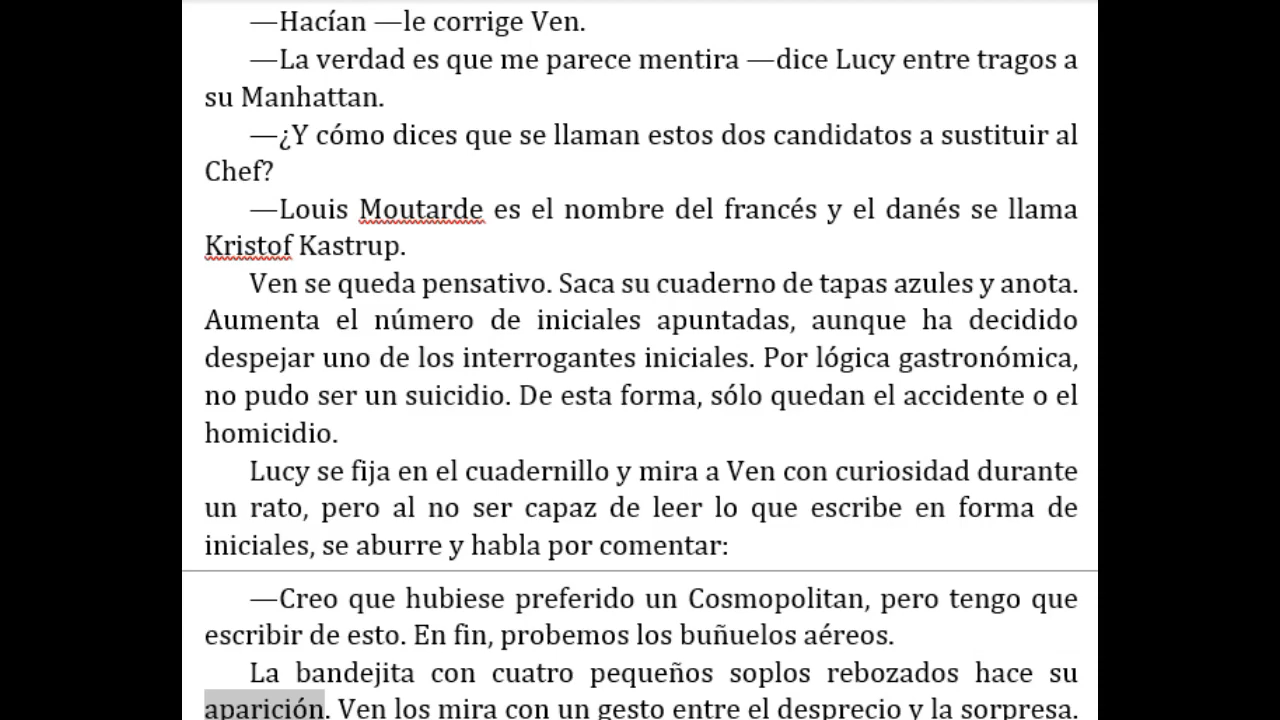 —Hacían —le corrige Ven.
—La verdad es que me parece mentira —dice Lucy entre tragos a
su Manhattan.
—¿Y cómo dices que se llaman estos dos candidatos a sustituir al
Chef?
—Louis Moutarde es el nombre del francés y el danés se llama
Kristof Kastrup.
Ven se queda pensativo. Saca su cuaderno de tapas azules y anota.
Aumenta el número de iniciales apuntadas, aunque ha decidido
despejar uno de los interrogantes iniciales. Por lógica gastronómica,
no pudo ser un suicidio. De esta forma, sólo quedan el accidente o el
homicidio.
Lucy se fija en el cuadernillo y mira a Ven con curiosidad durante
un rato, pero al no ser capaz de leer lo que escribe en forma de
iniciales, se aburre y habla por comentar:
—Creo que hubiese preferido un Cosmopolitan, pero tengo que
escribir de esto. En fin, probemos los buñuelos aéreos.
La bandejita con cuatro pequeños soplos rebozados hace su
aparición. Ven los mira con un gesto entre el desprecio y la sorpresa.